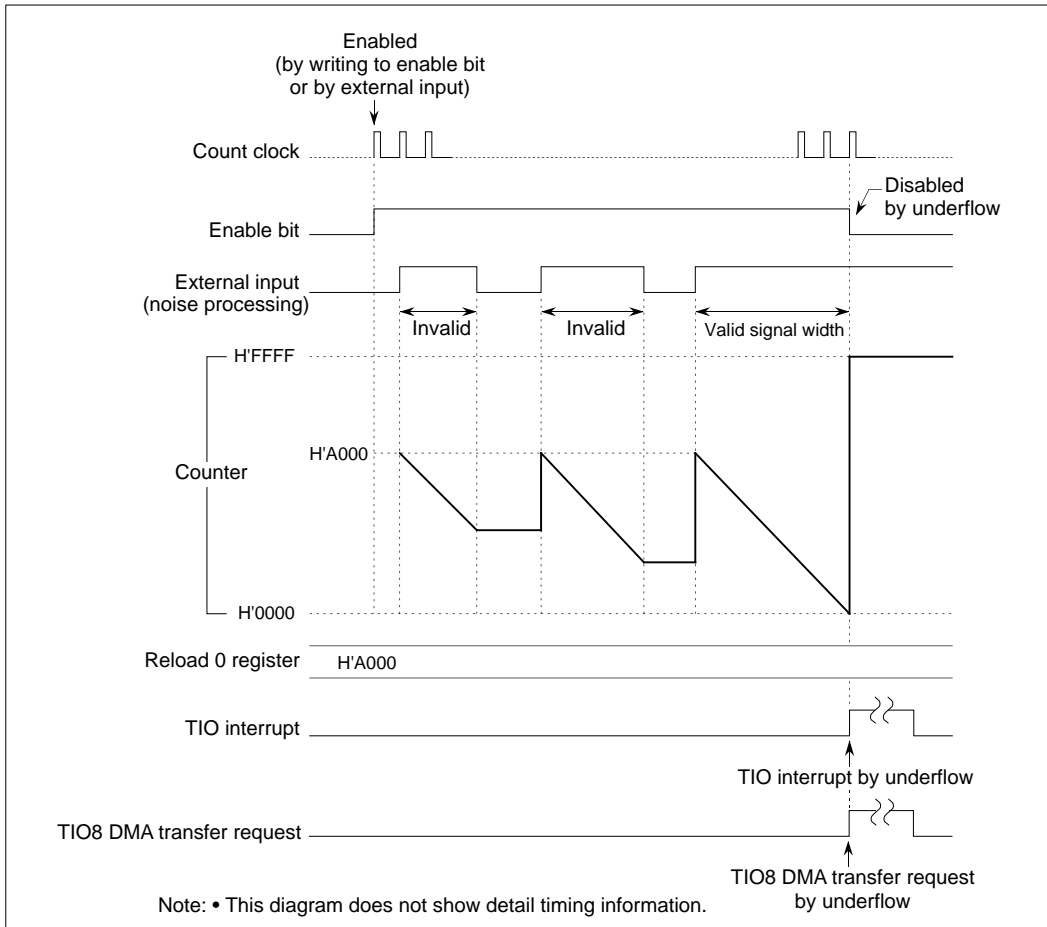 Enabled
(by writing to enable bit
or by external input)
Count clock
Disabled
by underflow
Enable bit
External input
(noise processing)
Invalid
Invalid
Valid signal width
H'FFFF
H'A000
Counter
H'0000
Reload 0 register
H'A000
TIO interrupt
TIO interrupt by underflow
TIO8 DMA transfer request
TIO8 DMA transfer request
by underflow
Note: • This diagram does not show detail timing information.